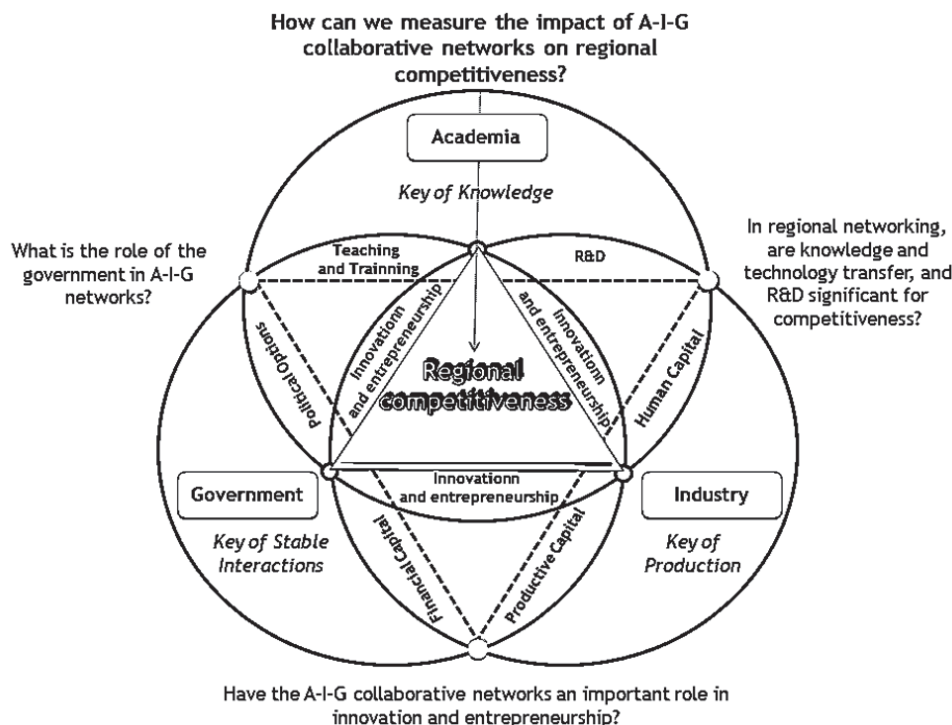 How can we measure the impact of A-I-G
collaborative networks on regional
competitiveness?
Academia
Key of Knowledge
What is the role of the
government in A-I-G
networks?
In regional networking,
are knowledge and
technology transfer, and
R&D significant for
competitiveness?
Teaching
and Trainning
R&D
Innovationn
and entrepreneurship
Innovationn
and entrepreneurship
Political Options
Human Capital
Regional
competitiveness
Government
Key of Stable
Interactions
Innovationn
and entrepreneurship
Industry
Key of
Production
Financial Capital
Productive Capital
Have the A-I-G collaborative networks an important role in
innovation and entrepreneurship?